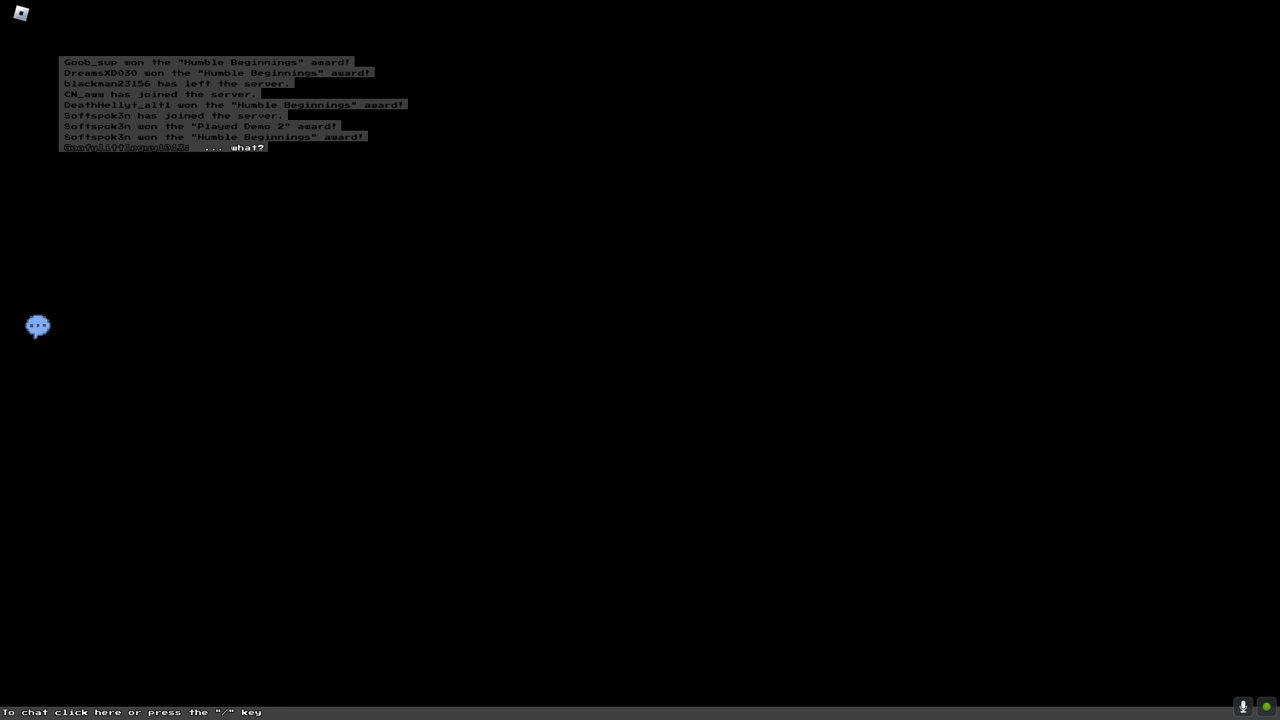 Goob_sup won the "Humble Beginnings" award!
DreamsXD030 won the "Humble Beginnings" award!
blackman23156 has left the server.
CN_aww has joined the server.
DeathHellyt_alt1 won the "Humble Beginnings" award!
Softspok3n has joined the server.
Softspok3n won the "Played Demo 2" award!
Softspok3n won the "Humble Beginnings" award!
... what?
To chat click here or press the "/" key